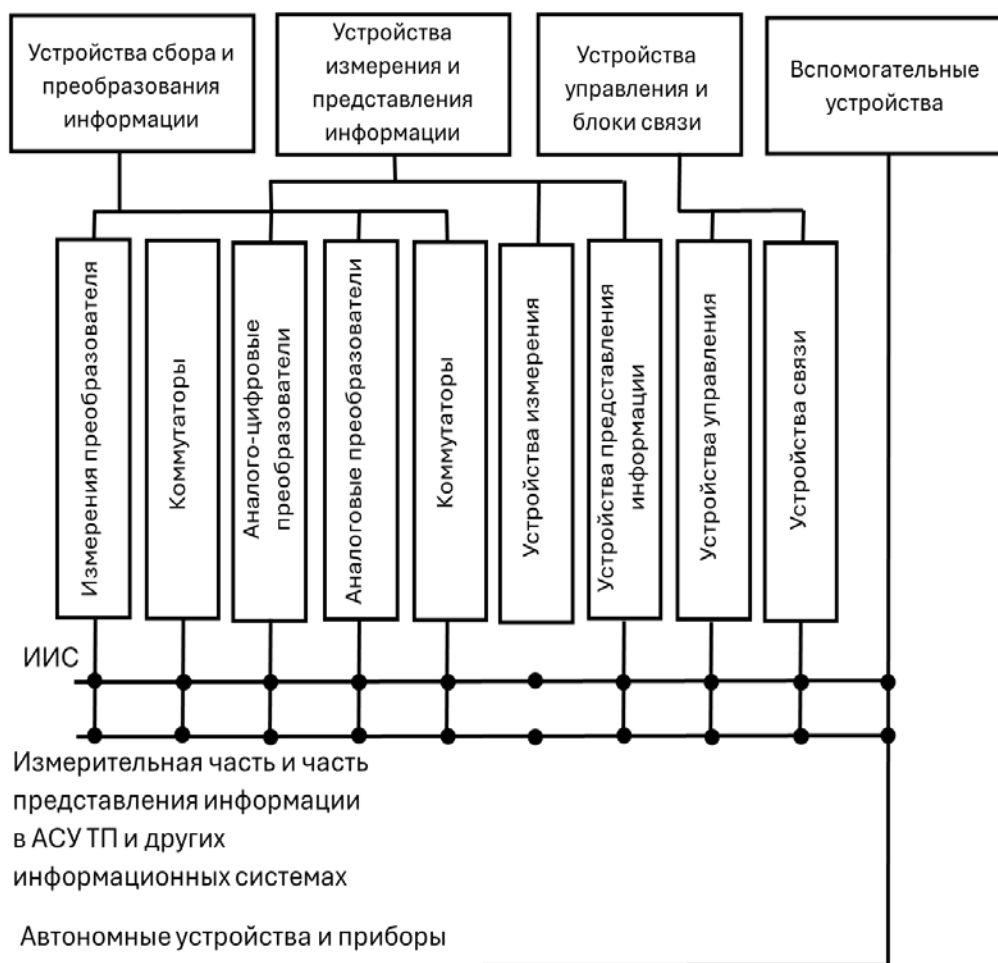 Устройства сбора и
преобразования
информации
Устройства
измерения и
представления
информации
Устройства
управления и
блоки связи
Вспомогательные
устройства
Измерения преобразователя
Коммутаторы
Аналого-цифровые
преобразователи
Аналоговые преобразователи
Коммутаторы
Устройства измерения
Устройства представления
информации
Устройства управления
Устройства связи
ИИС
Измерительная часть и часть
представления информации
в АСУ ТП и других
информационных системах
Автономные устройства и приборы